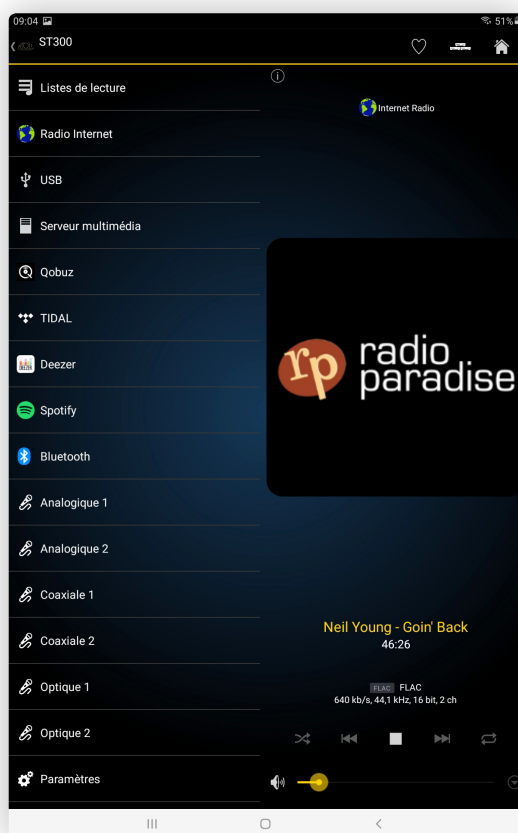 09:04
51%
ST300
Listes de lecture
Radio Internet
USB
Serveur multimédia
Qobuz
TIDAL
Deezer
Spotify
Bluetooth
Analogique 1
Analogique 2
Coaxiale 1
Coaxiale 2
Optique 1
Optique 2
Paramètres
Internet Radio
rp radio
paradise
Neil Young - Goin' Back
46:26
FLAC FLAC
640 kb/s, 44,1 kHz, 16 bit, 2 ch